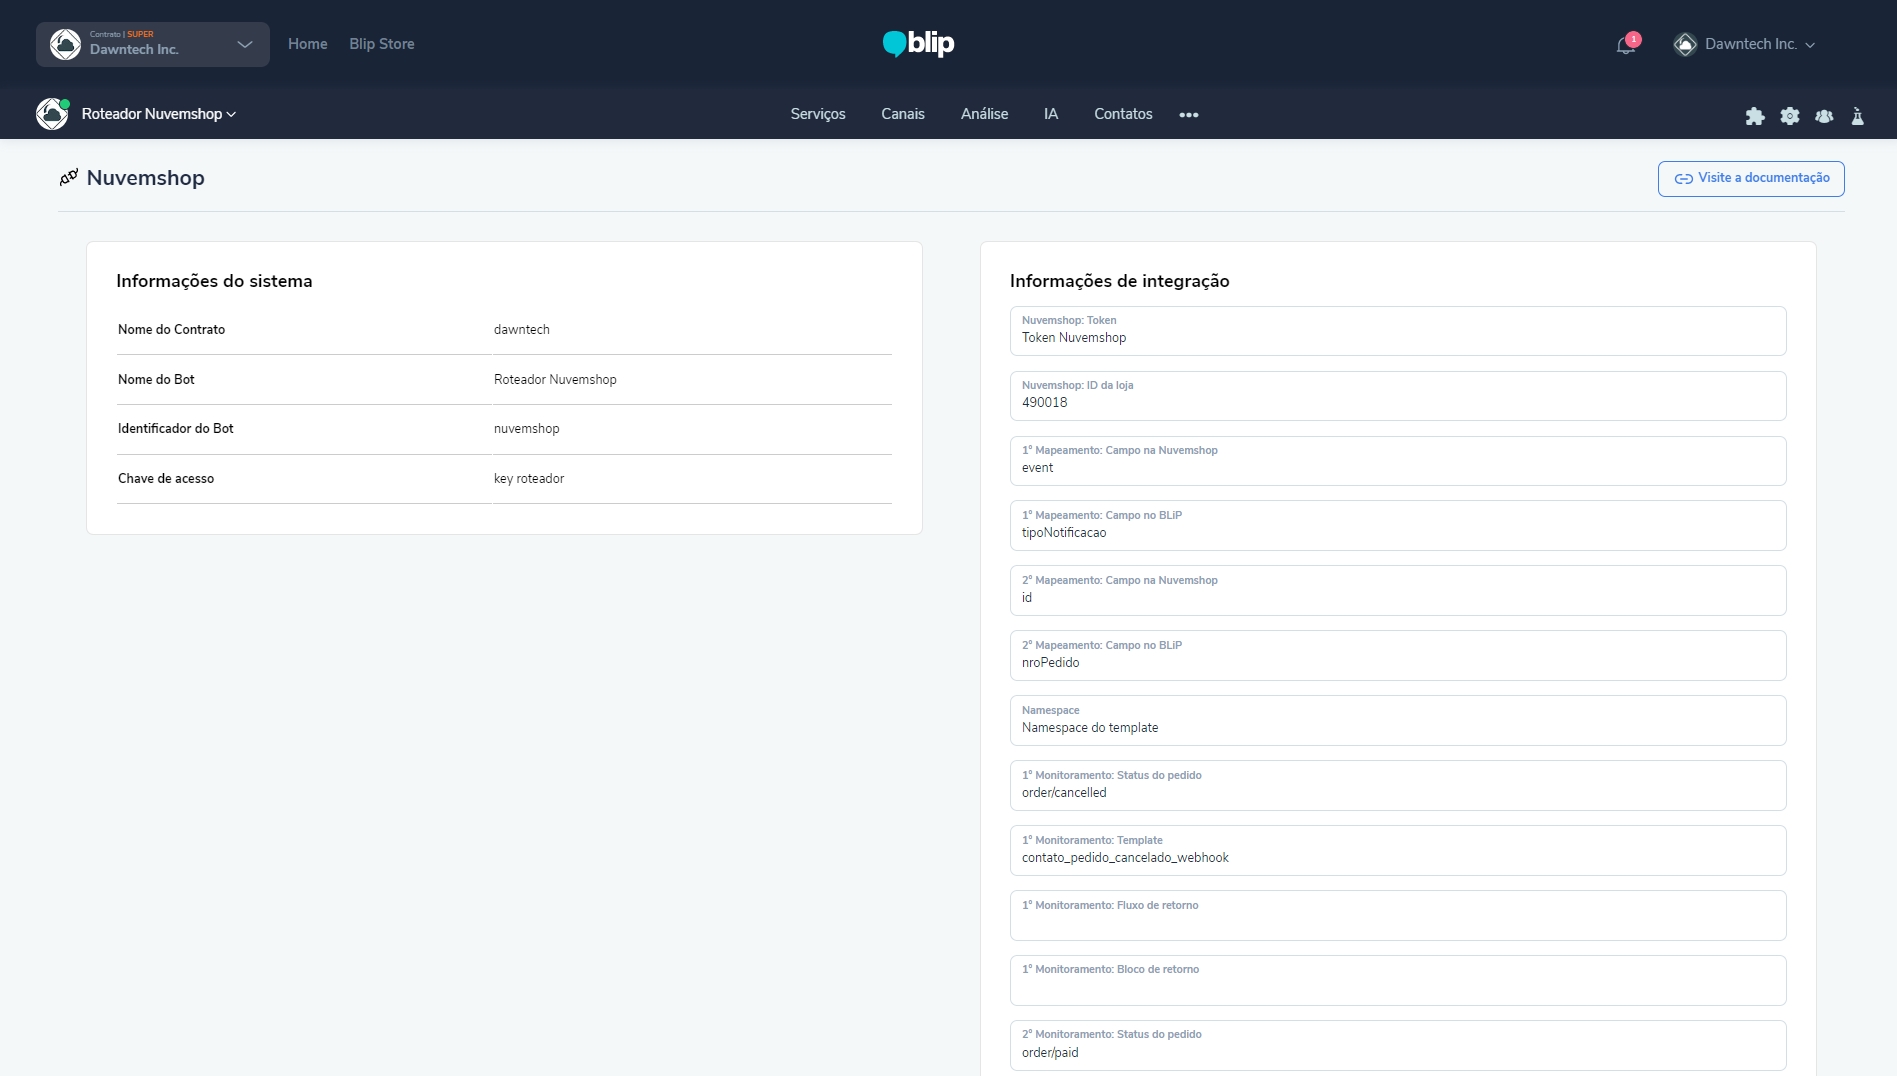 Contrato | SUPER
Dawntech Inc.
Home
Blip Store
blip
1
Dawntech Inc.
Roteador Nuvemshop
Serviços
Canais
Análise
IA
Contatos
Nuvemshop
Visite a documentação
Informações do sistema
Nome do Contrato
dawntech
Nome do Bot
Roteador Nuvemshop
Identificador do Bot
nuvemshop
Chave de acesso
key roteador
Informações de integração
Nuvemshop: Token
Token Nuvemshop
Nuvemshop: ID da loja
490018
1° Mapeamento: Campo na Nuvemshop
event
1° Mapeamento: Campo no BLiP
tipoNotificacao
2° Mapeamento: Campo na Nuvemshop
id
2° Mapeamento: Campo no BLiP
nroPedido
Namespace
Namespace do template
1° Monitoramento: Status do pedido
order/cancelled
1° Monitoramento: Template
contato_pedido_cancelado_webhook
1° Monitoramento: Fluxo de retorno
1° Monitoramento: Bloco de retorno
2° Monitoramento: Status do pedido
order/paid